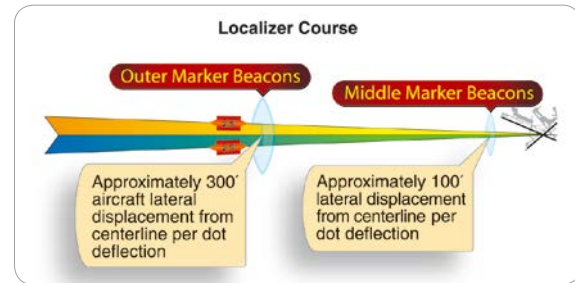 Localizer Course
Outer Marker Beacons
Middle Marker Beacons
Approximately 300′
aircraft lateral
displacement from
centerline per dot
deflection
Approximately 100′
lateral displacement
from centerline per
dot deflection